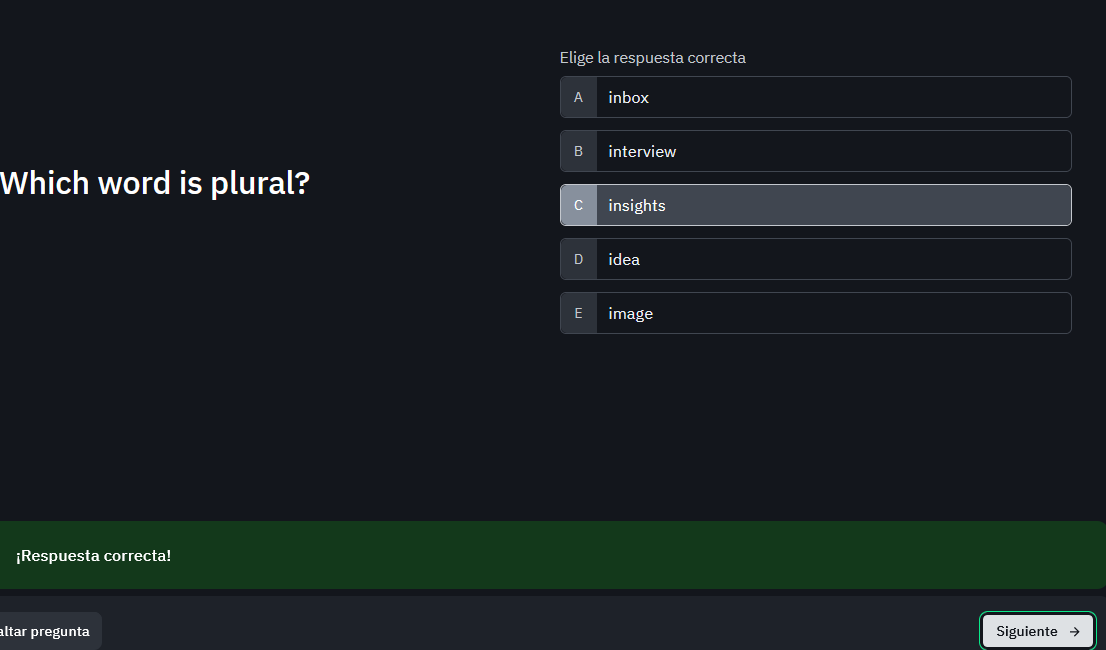 Elige la respuesta correcta
A inbox
B interview
Which word is plural?
C insights
D idea
E image
¡Respuesta correcta!
altar pregunta
Siguiente →